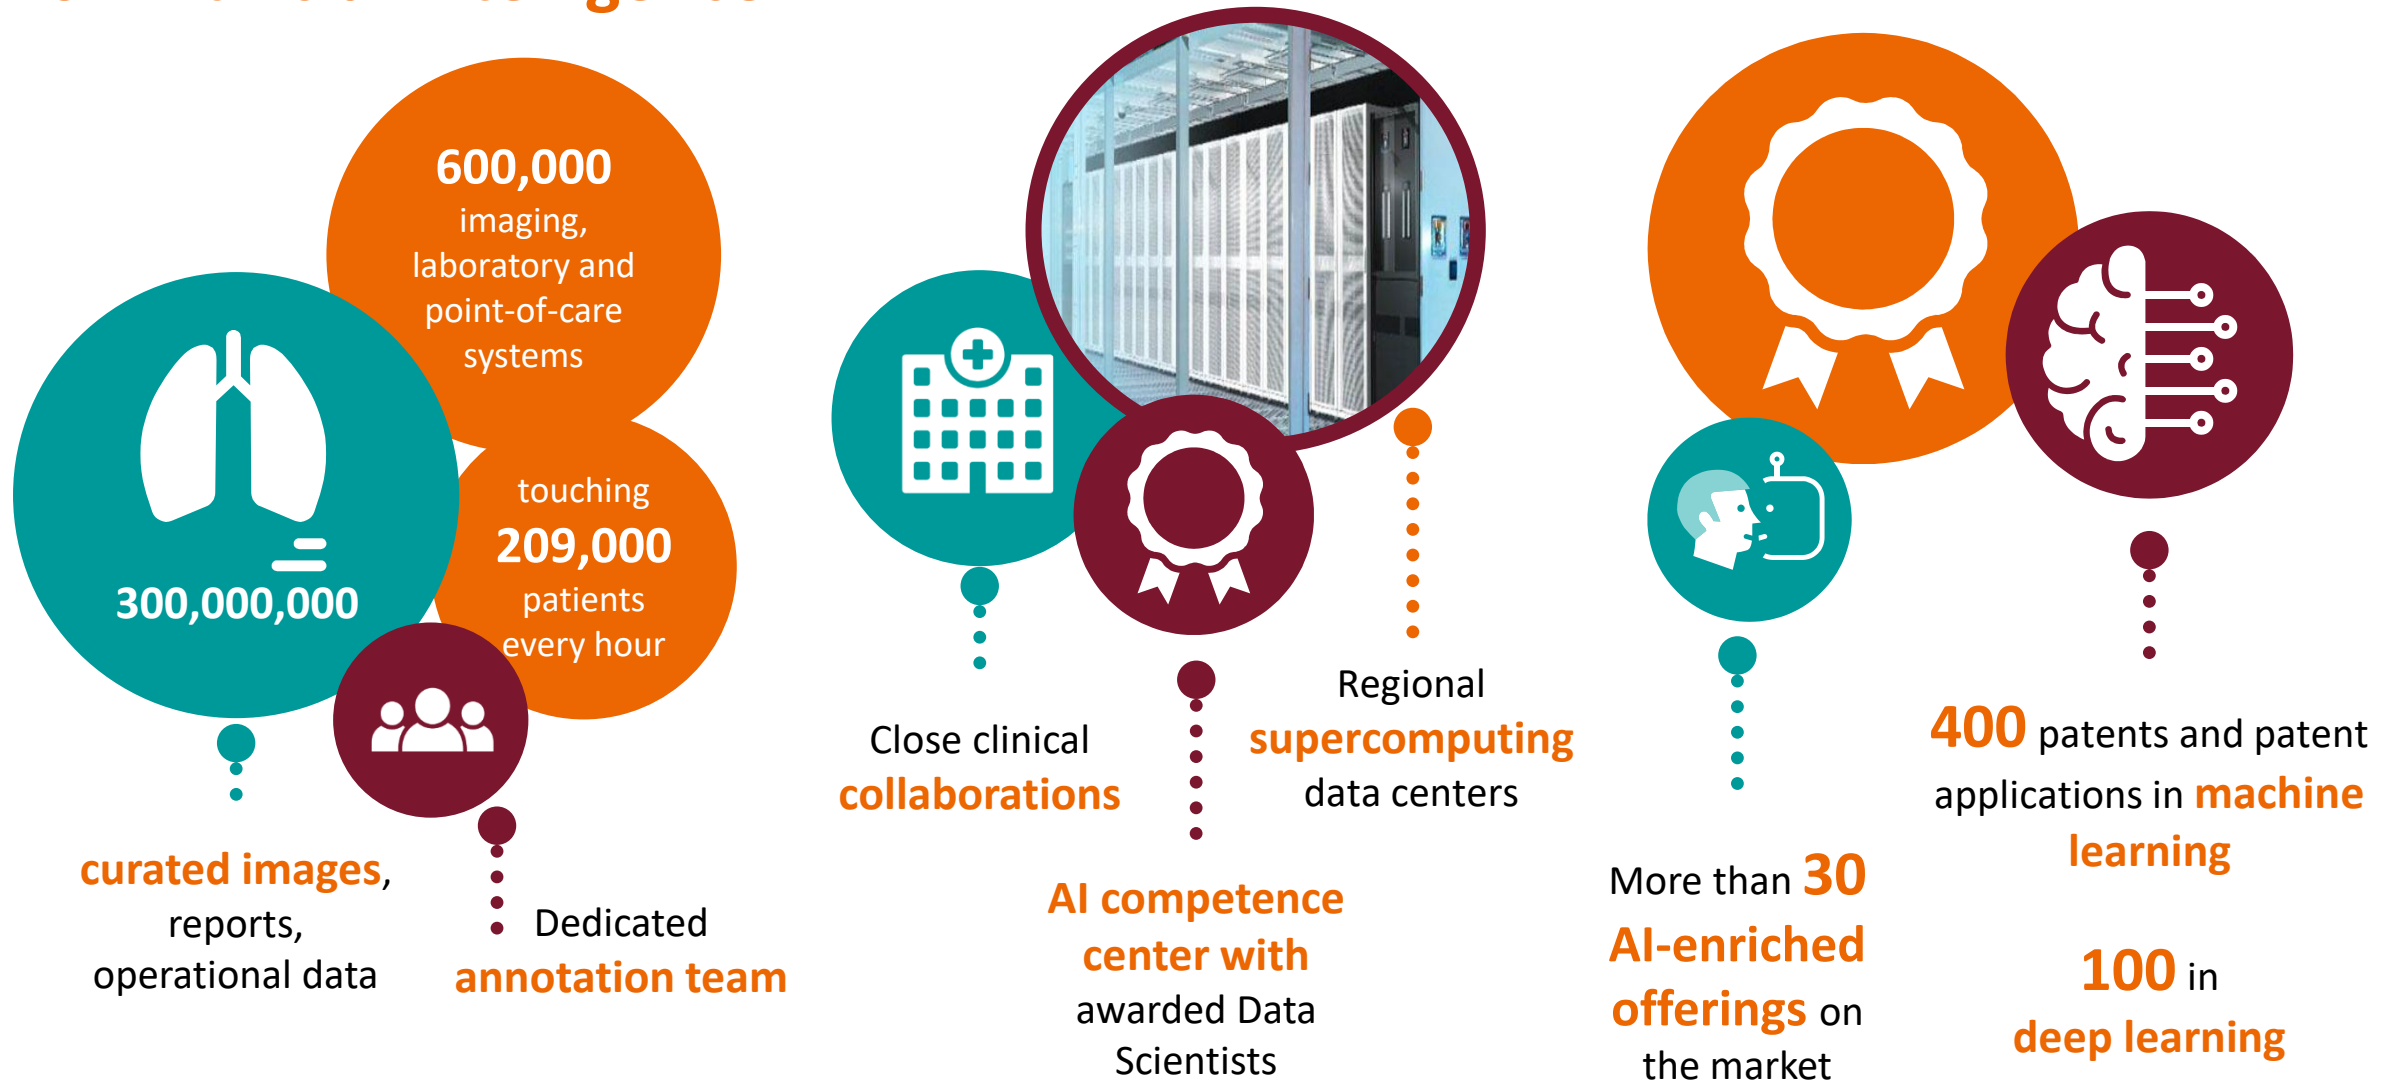 600,000
imaging,
laboratory and
point-of-care
systems
touching
209,000
patients
every hour
300,000,000
curated images,
reports,
operational data
Dedicated
annotation team
Close clinical
collaborations
AI competence
center with
awarded Data
Scientists
Regional
supercomputing
data centers
More than 30
AI-enriched
offerings on
the market
400 patents and patent
applications in machine
learning
100 in
deep learning